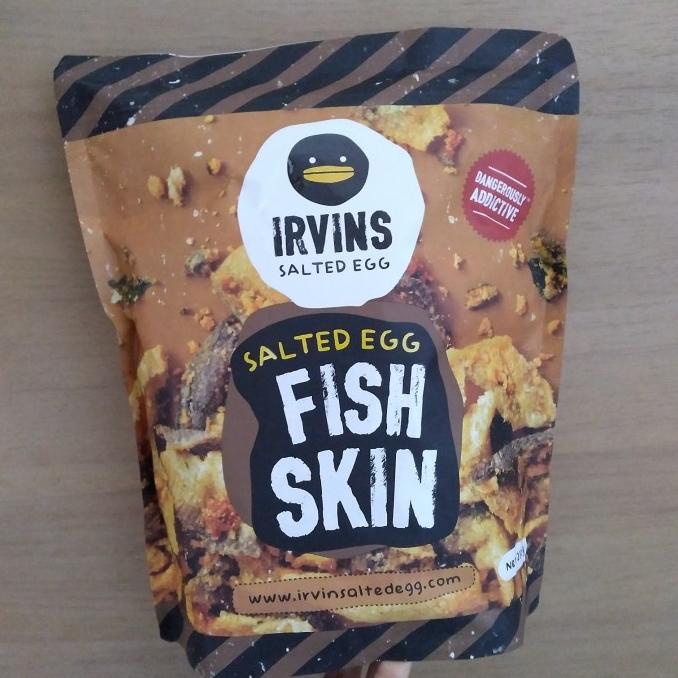 IRVINS
SALTED EGG
DANGEROUSLY
ADDICTIVE
SALTED EGG
FISH
SKIN
www.irvinsaltedegg.com